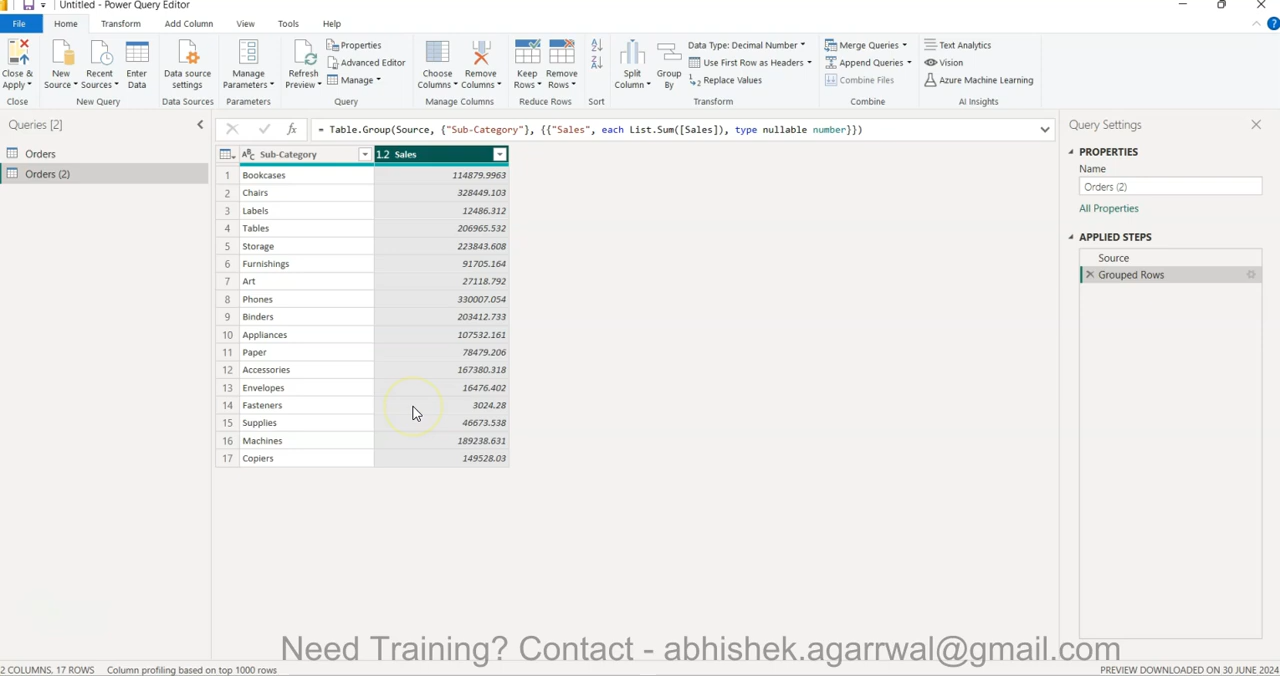 Untitled - Power Query Editor
File Home Transform Add Column View Tools Help
Close & Apply
Close
New Source
Recent Sources
Enter Data
New Query
Data source settings
Data Sources
Manage Parameters
Parameters
Refresh Preview
Properties
Advanced Editor
Manage
Query
Choose Columns
Remove Columns
Manage Columns
Keep Rows
Remove Rows
Reduce Rows
Sort
Split Column
Group By
Data Type: Decimal Number
Use First Row as Headers
Replace Values
Transform
Merge Queries
Append Queries
Combine Files
Combine
Text Analytics
Vision
Azure Machine Learning
AI Insights
Queries [2]
Orders
Orders (2)
= Table.Group(Source, {"Sub-Category"}, {{"Sales", each List.Sum([Sales]), type nullable number}})
ABC Sub-Category 1.2 Sales
1 Bookcases 114879.9963
2 Chairs 328449.103
3 Labels 12486.312
4 Tables 206965.532
5 Storage 223843.608
6 Furnishings 91705.164
7 Art 27118.792
8 Phones 330007.054
9 Binders 203412.733
10 Appliances 107532.161
11 Paper 78479.206
12 Accessories 167380.318
13 Envelopes 16476.402
14 Fasteners 3024.28
15 Supplies 46673.538
16 Machines 189238.631
17 Copiers 149528.03
Query Settings
PROPERTIES
Name
Orders (2)
All Properties
APPLIED STEPS
Source
Grouped Rows
Need Training? Contact - abhishek.agarrwal@gmail.com
2 COLUMNS, 17 ROWS Column profiling based on top 1000 rows
PREVIEW DOWNLOADED ON 30 JUNE 2024